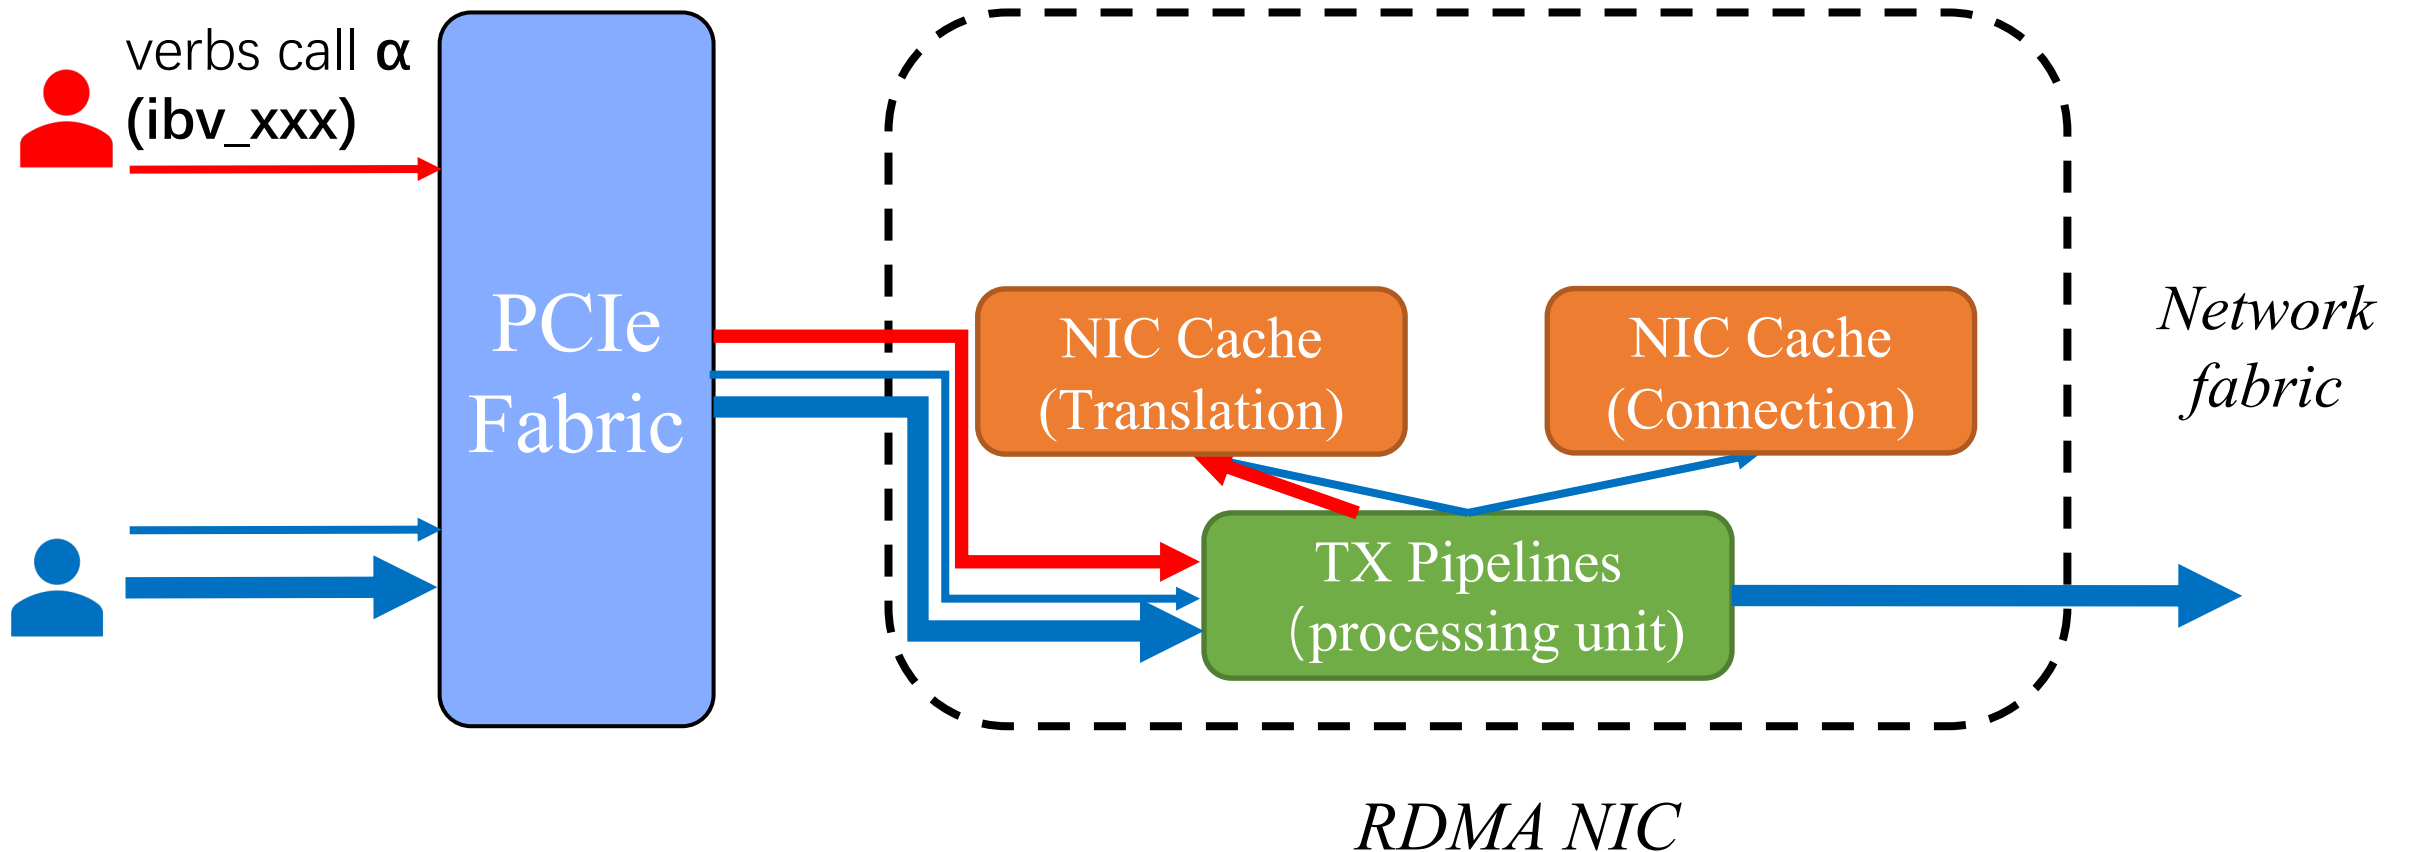 verbs call α
(ibv_xxx)
PCIe
Fabric
NIC Cache
(Translation)
NIC Cache
(Connection)
TX Pipelines
(processing unit)
Network
fabric
RDMA NIC